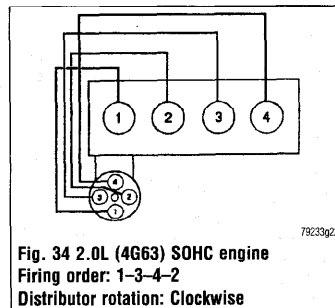 1 2 3 4
4
3 2
1
79233g2
Fig. 34 2.0L (4G63) SOHC engine
Firing order: 1–3–4–2
Distributor rotation: Clockwise